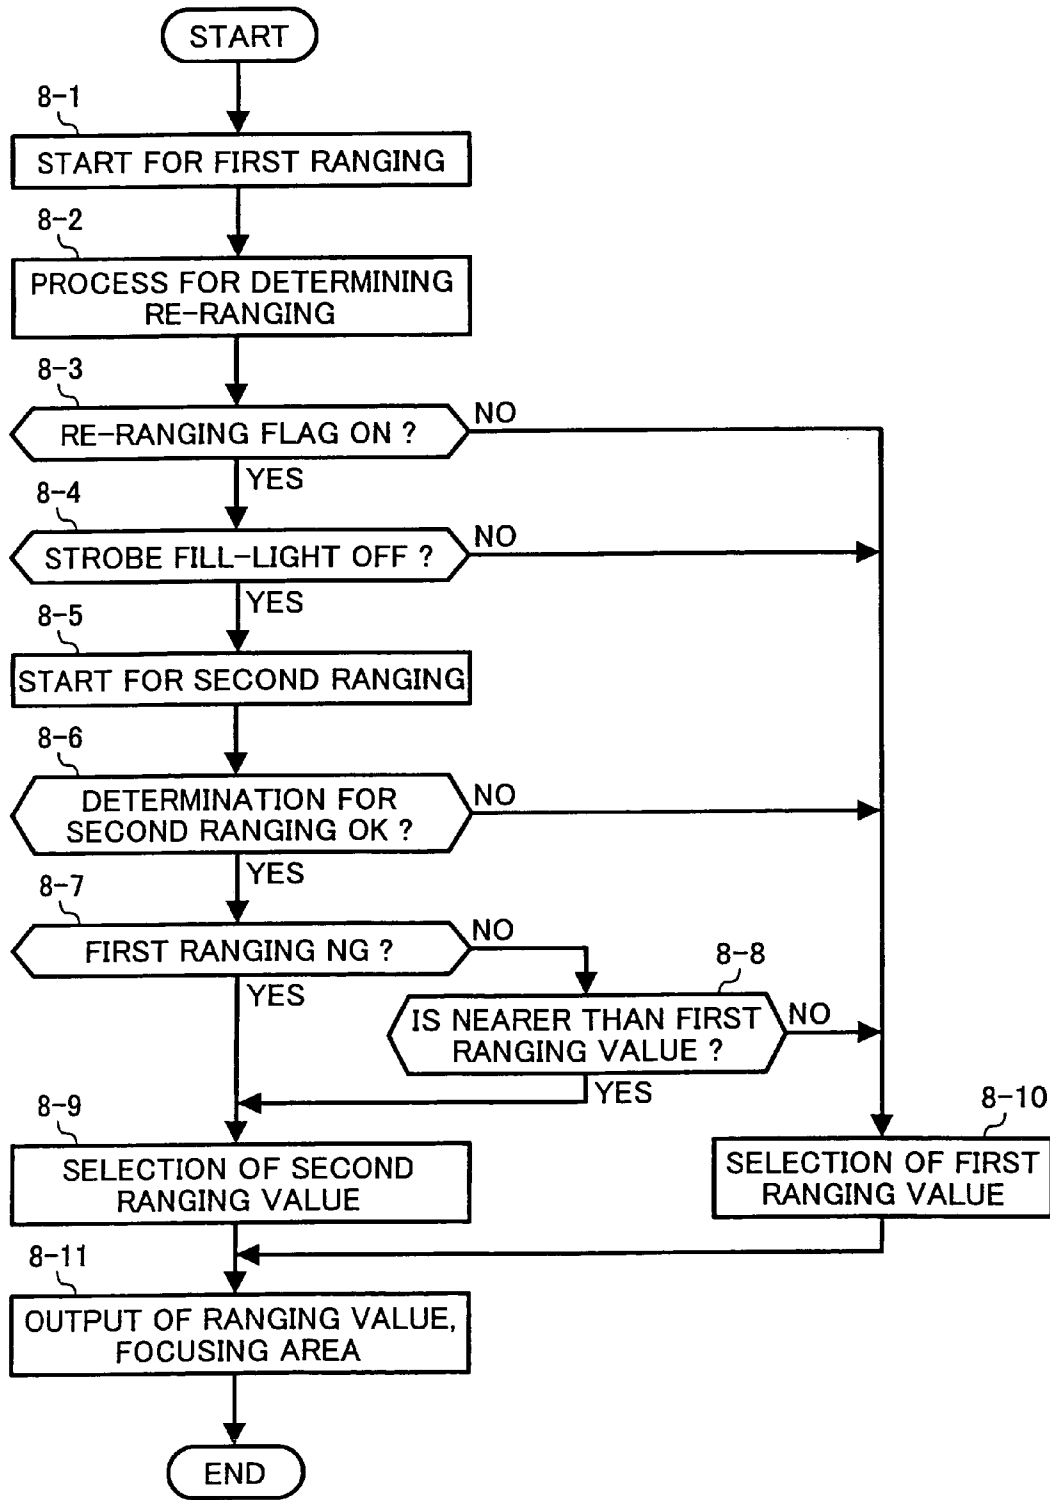 START
8-1
START FOR FIRST RANGING
8-2
PROCESS FOR DETERMINING
RE-RANGING
8-3
RE-RANGING FLAG ON ?
NO
YES
8-4
STROBE FILL-LIGHT OFF ?
NO
YES
8-5
START FOR SECOND RANGING
8-6
DETERMINATION FOR
SECOND RANGING OK ?
NO
YES
8-7
FIRST RANGING NG ?
NO
YES
8-8
IS NEARER THAN FIRST
RANGING VALUE ?
NO
YES
8-9
SELECTION OF SECOND
RANGING VALUE
8-10
SELECTION OF FIRST
RANGING VALUE
8-11
OUTPUT OF RANGING VALUE,
FOCUSING AREA
END